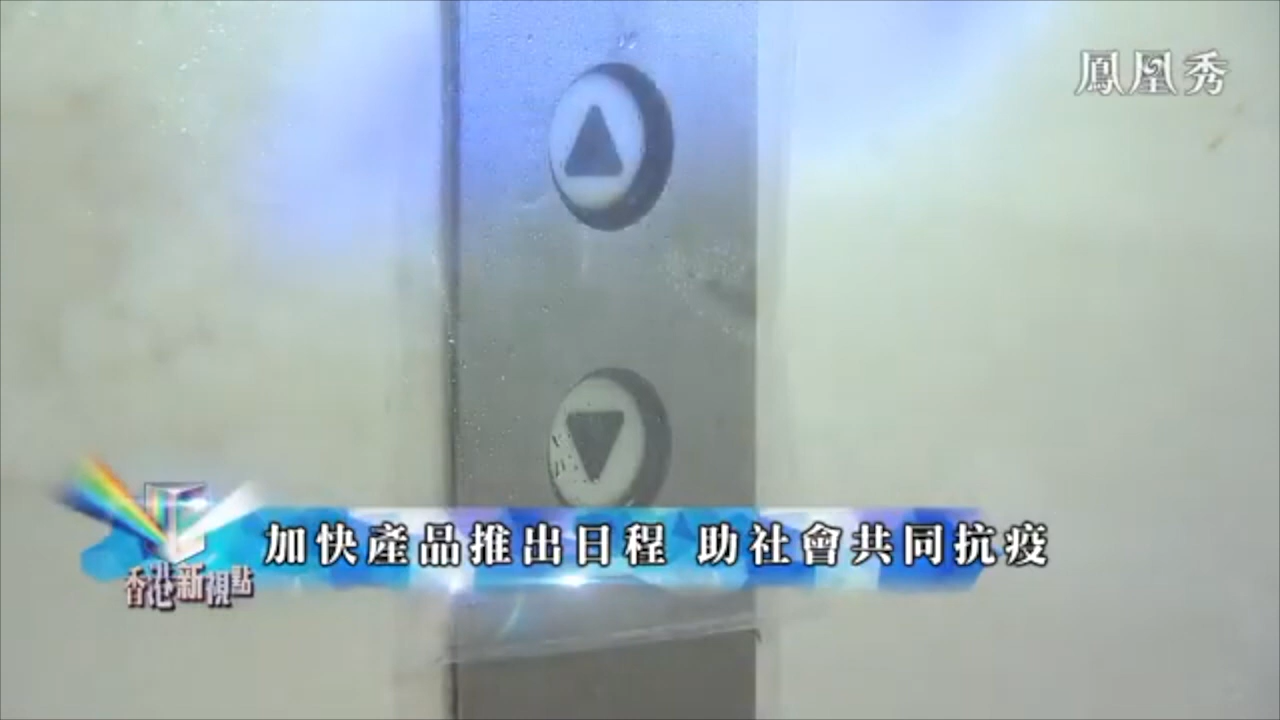 鳳凰秀
加快產品推出日程 助社會共同抗疫
香港新視點